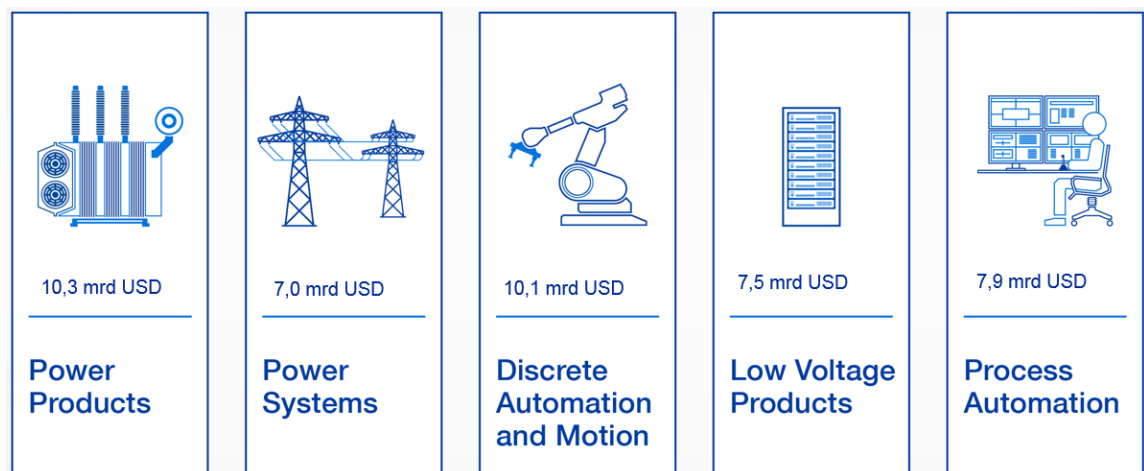 10,3 mrd USD
Power
Products
7,0 mrd USD
Power
Systems
10,1 mrd USD
Discrete
Automation
and Motion
7,5 mrd USD
Low Voltage
Products
7,9 mrd USD
Process
Automation